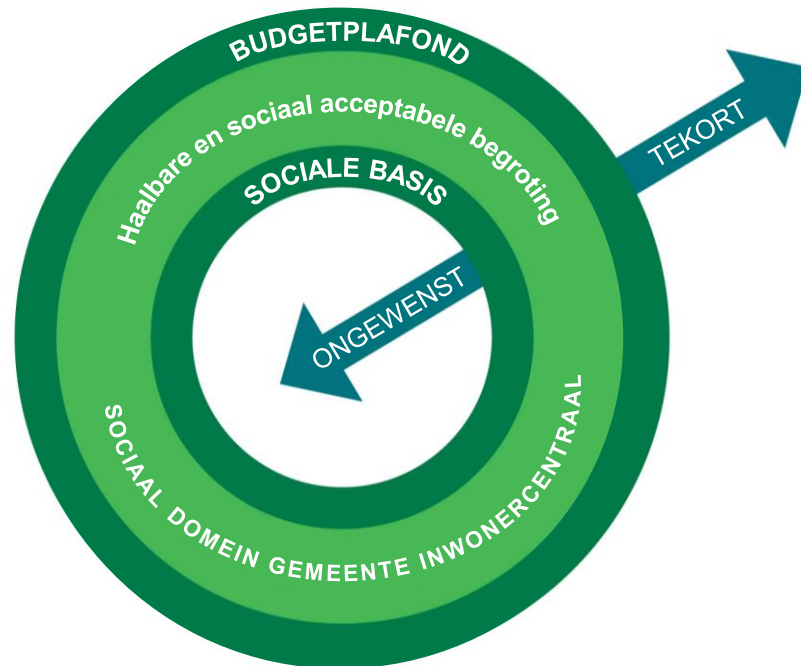 BUDGETPLAFOND
Haalbare en sociaal acceptabele begroting
SOCIALE BASIS
TEKORT
ONGEWENST
SOCIAAL DOMEIN GEMEENTE INWONERCENTRAAL